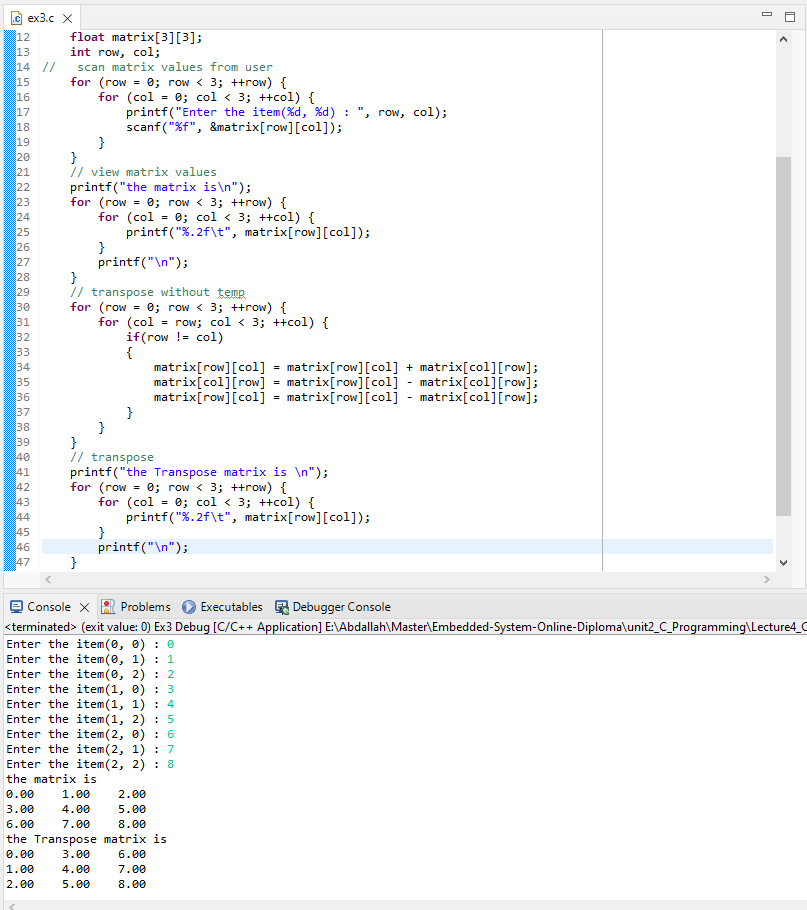 ex3.c
12 float matrix[3][3];
13 int row, col;
14 // scan matrix values from user
15 for (row = 0; row < 3; ++row) {
16 for (col = 0; col < 3; ++col) {
17 printf("Enter the item(%d, %d) : ", row, col);
18 scanf("%f", &matrix[row][col]);
19 }
20 }
21 // view matrix values
22 printf("the matrix is\n");
23 for (row = 0; row < 3; ++row) {
24 for (col = 0; col < 3; ++col) {
25 printf("%.2f\t", matrix[row][col]);
26 }
27 printf("\n");
28 }
29 // transpose without temp
30 for (row = 0; row < 3; ++row) {
31 for (col = row; col < 3; ++col) {
32 if(row != col)
33 {
34 matrix[row][col] = matrix[row][col] + matrix[col][row];
35 matrix[col][row] = matrix[row][col] - matrix[col][row];
36 matrix[row][col] = matrix[row][col] - matrix[col][row];
37 }
38 }
39 }
40 // transpose
41 printf("the Transpose matrix is \n");
42 for (row = 0; row < 3; ++row) {
43 for (col = 0; col < 3; ++col) {
44 printf("%.2f\t", matrix[row][col]);
45 }
46 printf("\n");
47 }
Console Problems Executables Debugger Console
<terminated> (exit value: 0) Ex3 Debug [C/C++ Application] E:\Abdallah\Master\Embedded-System-Online-Diploma\unit2_C_Programming\Lecture4_C
Enter the item(0, 0) : 0
Enter the item(0, 1) : 1
Enter the item(0, 2) : 2
Enter the item(1, 0) : 3
Enter the item(1, 1) : 4
Enter the item(1, 2) : 5
Enter the item(2, 0) : 6
Enter the item(2, 1) : 7
Enter the item(2, 2) : 8
the matrix is
0.00 1.00 2.00
3.00 4.00 5.00
6.00 7.00 8.00
the Transpose matrix is
0.00 3.00 6.00
1.00 4.00 7.00
2.00 5.00 8.00